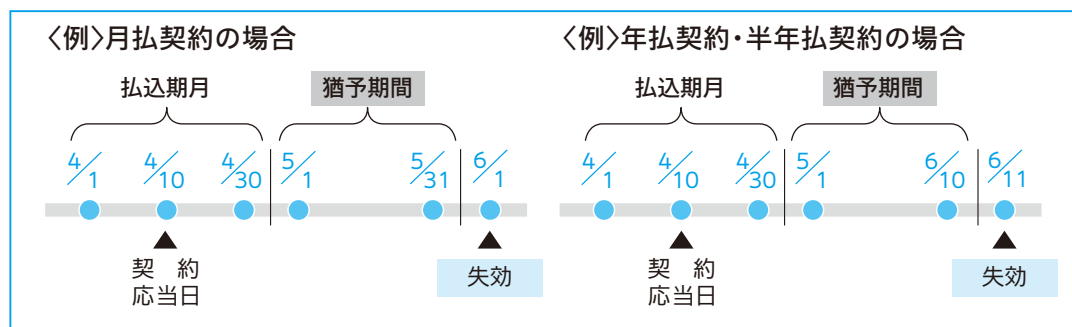 〈例〉月払契約の場合
払込期月 猶予期間
4/1 4/10 4/30 5/1 5/31 6/1
契 約
応当日
失効
〈例〉年払契約・半年払契約の場合
払込期月 猶予期間
4/1 4/10 4/30 5/1 6/10 6/11
契 約
応当日
失効